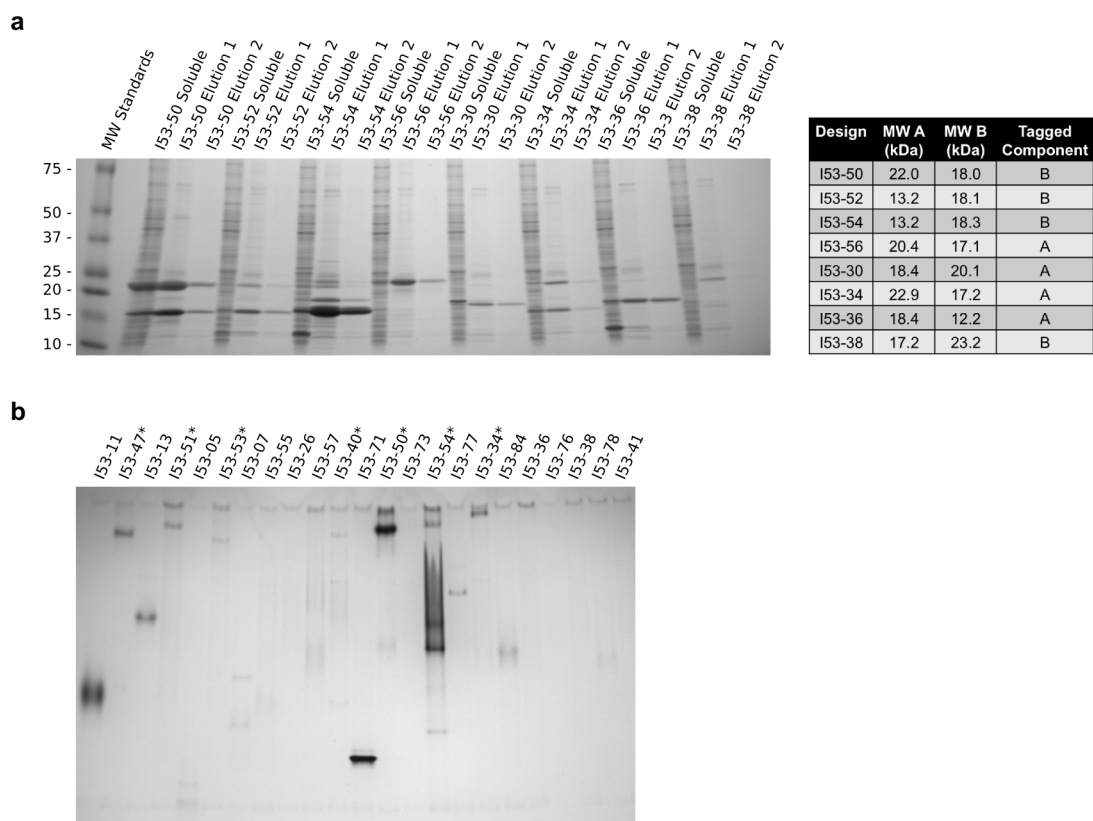 a
MW Standards
I53-50 Soluble
I53-50 Elution 1
I53-50 Elution 2
I53-52 Soluble
I53-52 Elution 1
I53-52 Elution 2
I53-54 Soluble
I53-54 Elution 1
I53-54 Elution 2
I53-56 Soluble
I53-56 Elution 1
I53-56 Elution 2
I53-30 Soluble
I53-30 Elution 1
I53-30 Elution 2
I53-34 Soluble
I53-34 Elution 1
I53-34 Elution 2
I53-36 Soluble
I53-36 Elution 1
I53-3 Elution 2
I53-38 Soluble
I53-38 Elution 1
I53-38 Elution 2
75 -
50 -
37 -
25 -
20 -
15 -
10 -
Design MW A (kDa) MW B (kDa) Tagged Component
I53-50 22.0 18.0 B
I53-52 13.2 18.1 B
I53-54 13.2 18.3 B
I53-56 20.4 17.1 A
I53-30 18.4 20.1 A
I53-34 22.9 17.2 A
I53-36 18.4 12.2 A
I53-38 17.2 23.2 B
b
I53-11
I53-47*
I53-13
I53-51*
I53-05
I53-53*
I53-07
I53-55
I53-26
I53-57
I53-40*
I53-71
I53-50*
I53-73
I53-54*
I53-77
I53-34*
I53-84
I53-36
I53-76
I53-38
I53-78
I53-41